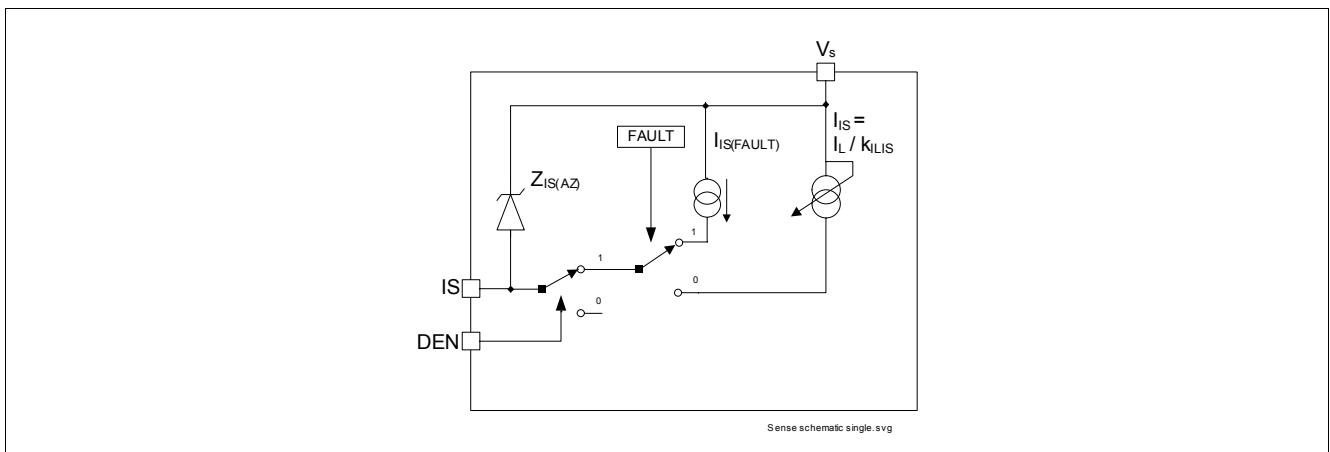 Vs
IIS =
IL / kILIS
FAULT
IIS(FAULT)
ZIS(AZ)
1
1
IS
0
0
DEN
Sense schematic single.svg